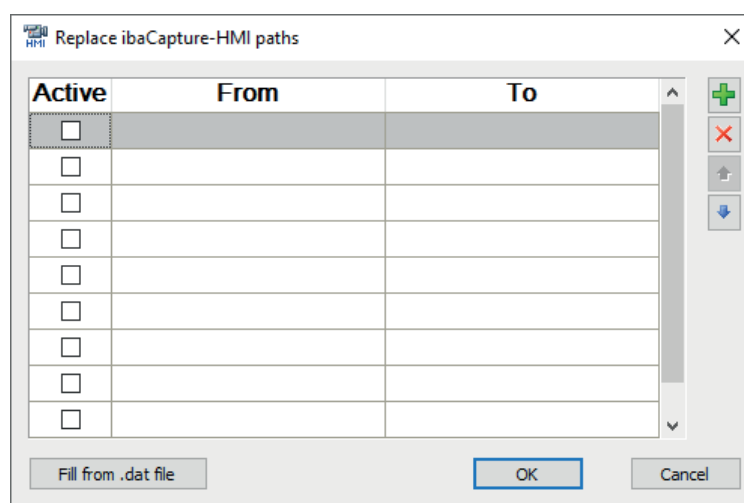 HMI Replace ibaCapture-HMI paths
Active From To
Fill from .dat file OK Cancel